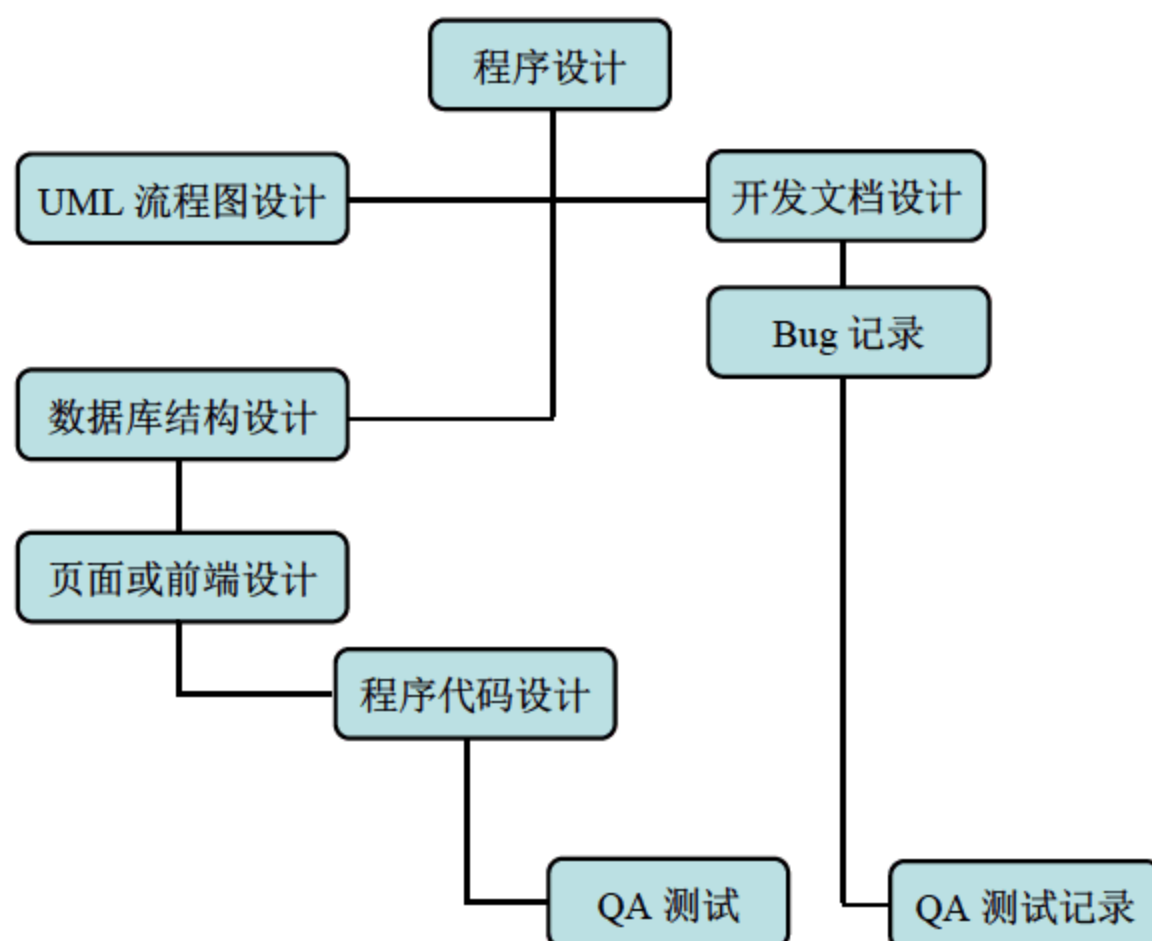 程序设计
UML 流程图设计
开发文档设计
Bug 记录
数据库结构设计
页面或前端设计
程序代码设计
QA 测试
QA 测试记录